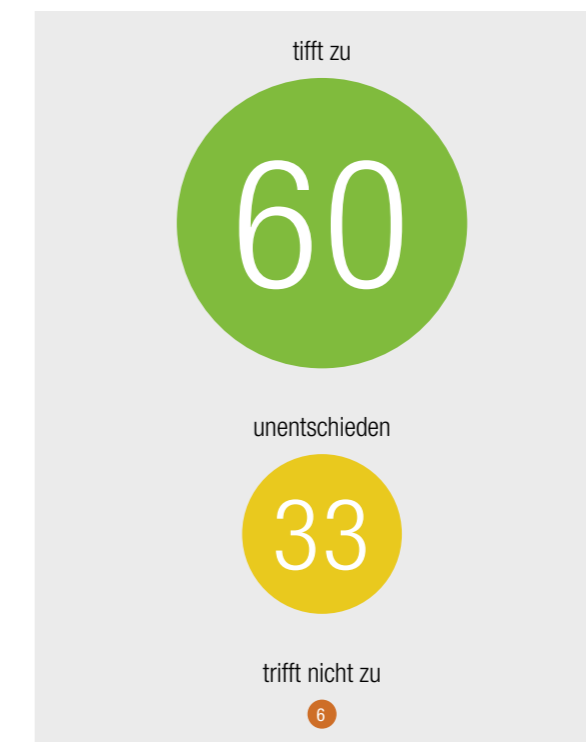 tifft zu
60
unentschieden
33
trifft nicht zu
6